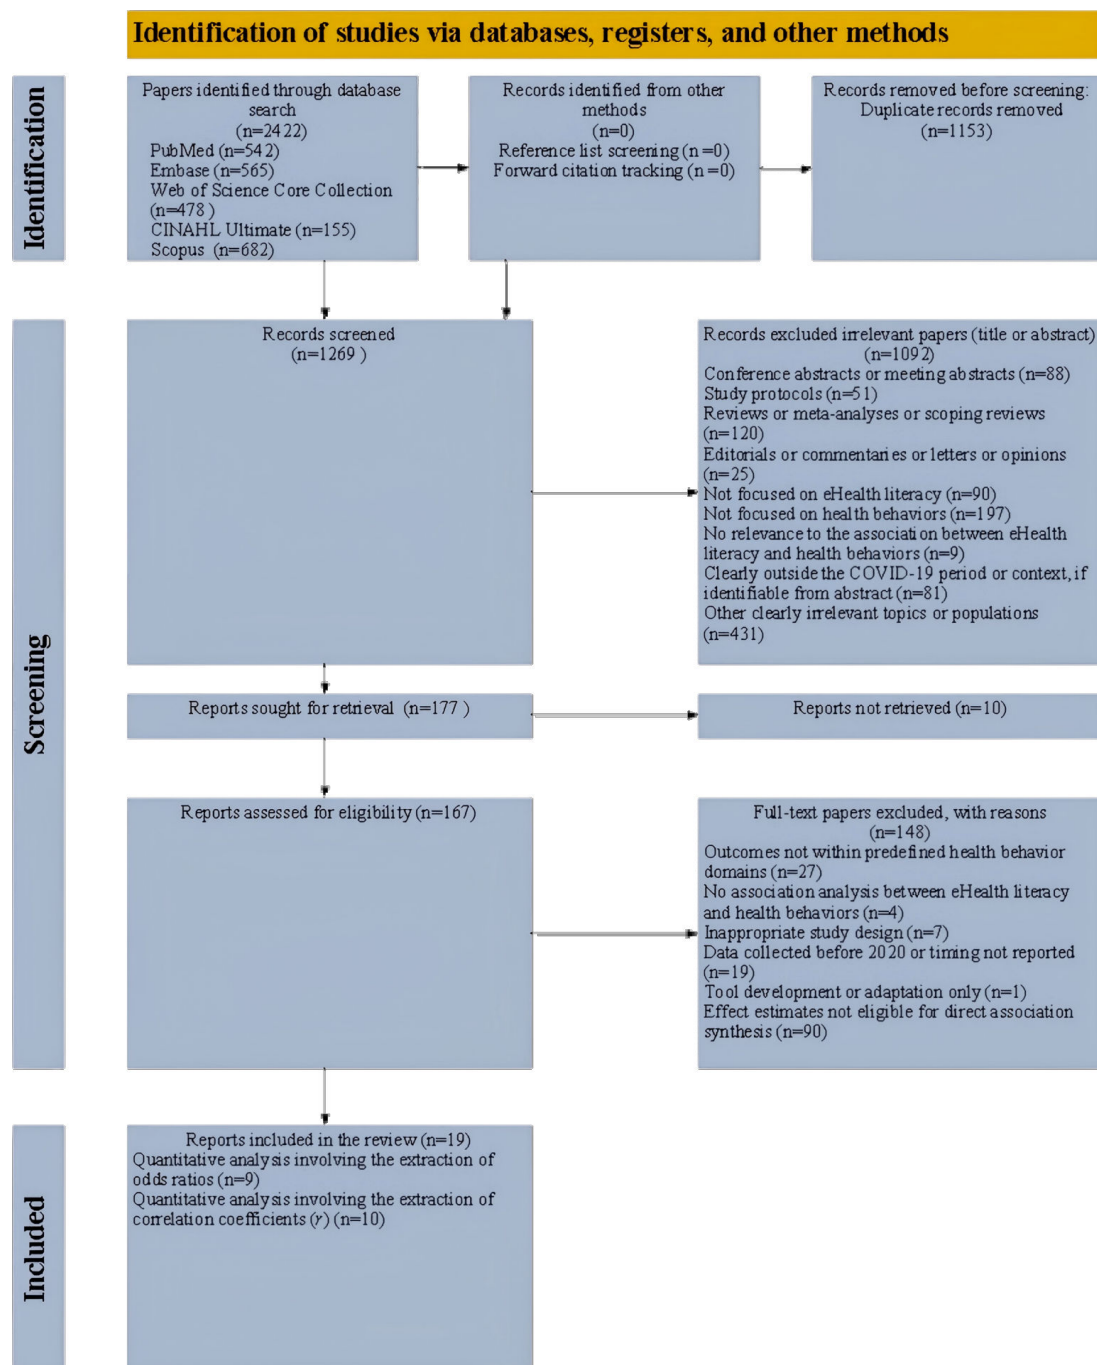 Identification of studies via databases, registers, and other methods
Identification
Papers identified through database
search
(n=2422)
PubMed (n=542)
Embase (n=565)
Web of Science Core Collection
(n=478 )
CINAHL Ultimate (n=155)
Scopus (n=682)
Records identified from other
methods
(n=0)
Reference list screening (n =0)
Forward citation tracking (n =0)
Records removed before screening:
Duplicate records removed
(n=1153)
Screening
Records screened
(n=1269 )
Records excluded irrelevant papers (title or abstract)
(n=1092)
Conference abstracts or meeting abstracts (n=88)
Study protocols (n=51)
Reviews or meta-analyses or scoping reviews
(n=120)
Editorials or commentaries or letters or opinions
(n=25)
Not focused on eHealth literacy (n=90)
Not focused on health behaviors (n=197)
No relevance to the association between eHealth
literacy and health behaviors (n=9)
Clearly outside the COVID-19 period or context, if
identifiable from abstract (n=81)
Other clearly irrelevant topics or populations
(n=431)
Reports sought for retrieval (n=177 )
Reports not retrieved (n=10)
Reports assessed for eligibility (n=167)
Full-text papers excluded, with reasons
(n=148)
Outcomes not within predefined health behavior
domains (n=27)
No association analysis between eHealth literacy
and health behaviors (n=4)
Inappropriate study design (n=7)
Data collected before 2020 or timing not reported
(n=19)
Tool development or adaptation only (n=1)
Effect estimates not eligible for direct association
synthesis (n=90)
Included
Reports included in the review (n=19)
Quantitative analysis involving the extraction of
odds ratios (n=9)
Quantitative analysis involving the extraction of
correlation coefficients (r) (n=10)